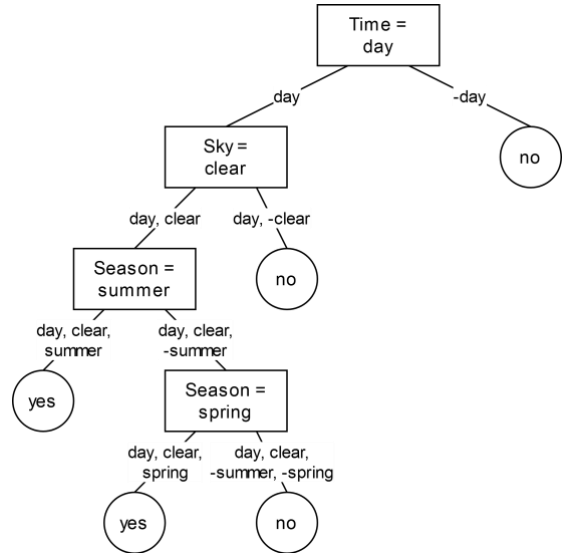 Time =
day
day
-day
Sky =
clear
no
day, clear
day, -clear
Season =
summer
no
day, clear,
summer
day, clear,
-summer
yes
Season =
spring
day, clear,
spring
day, clear,
-summer, -spring
yes
no